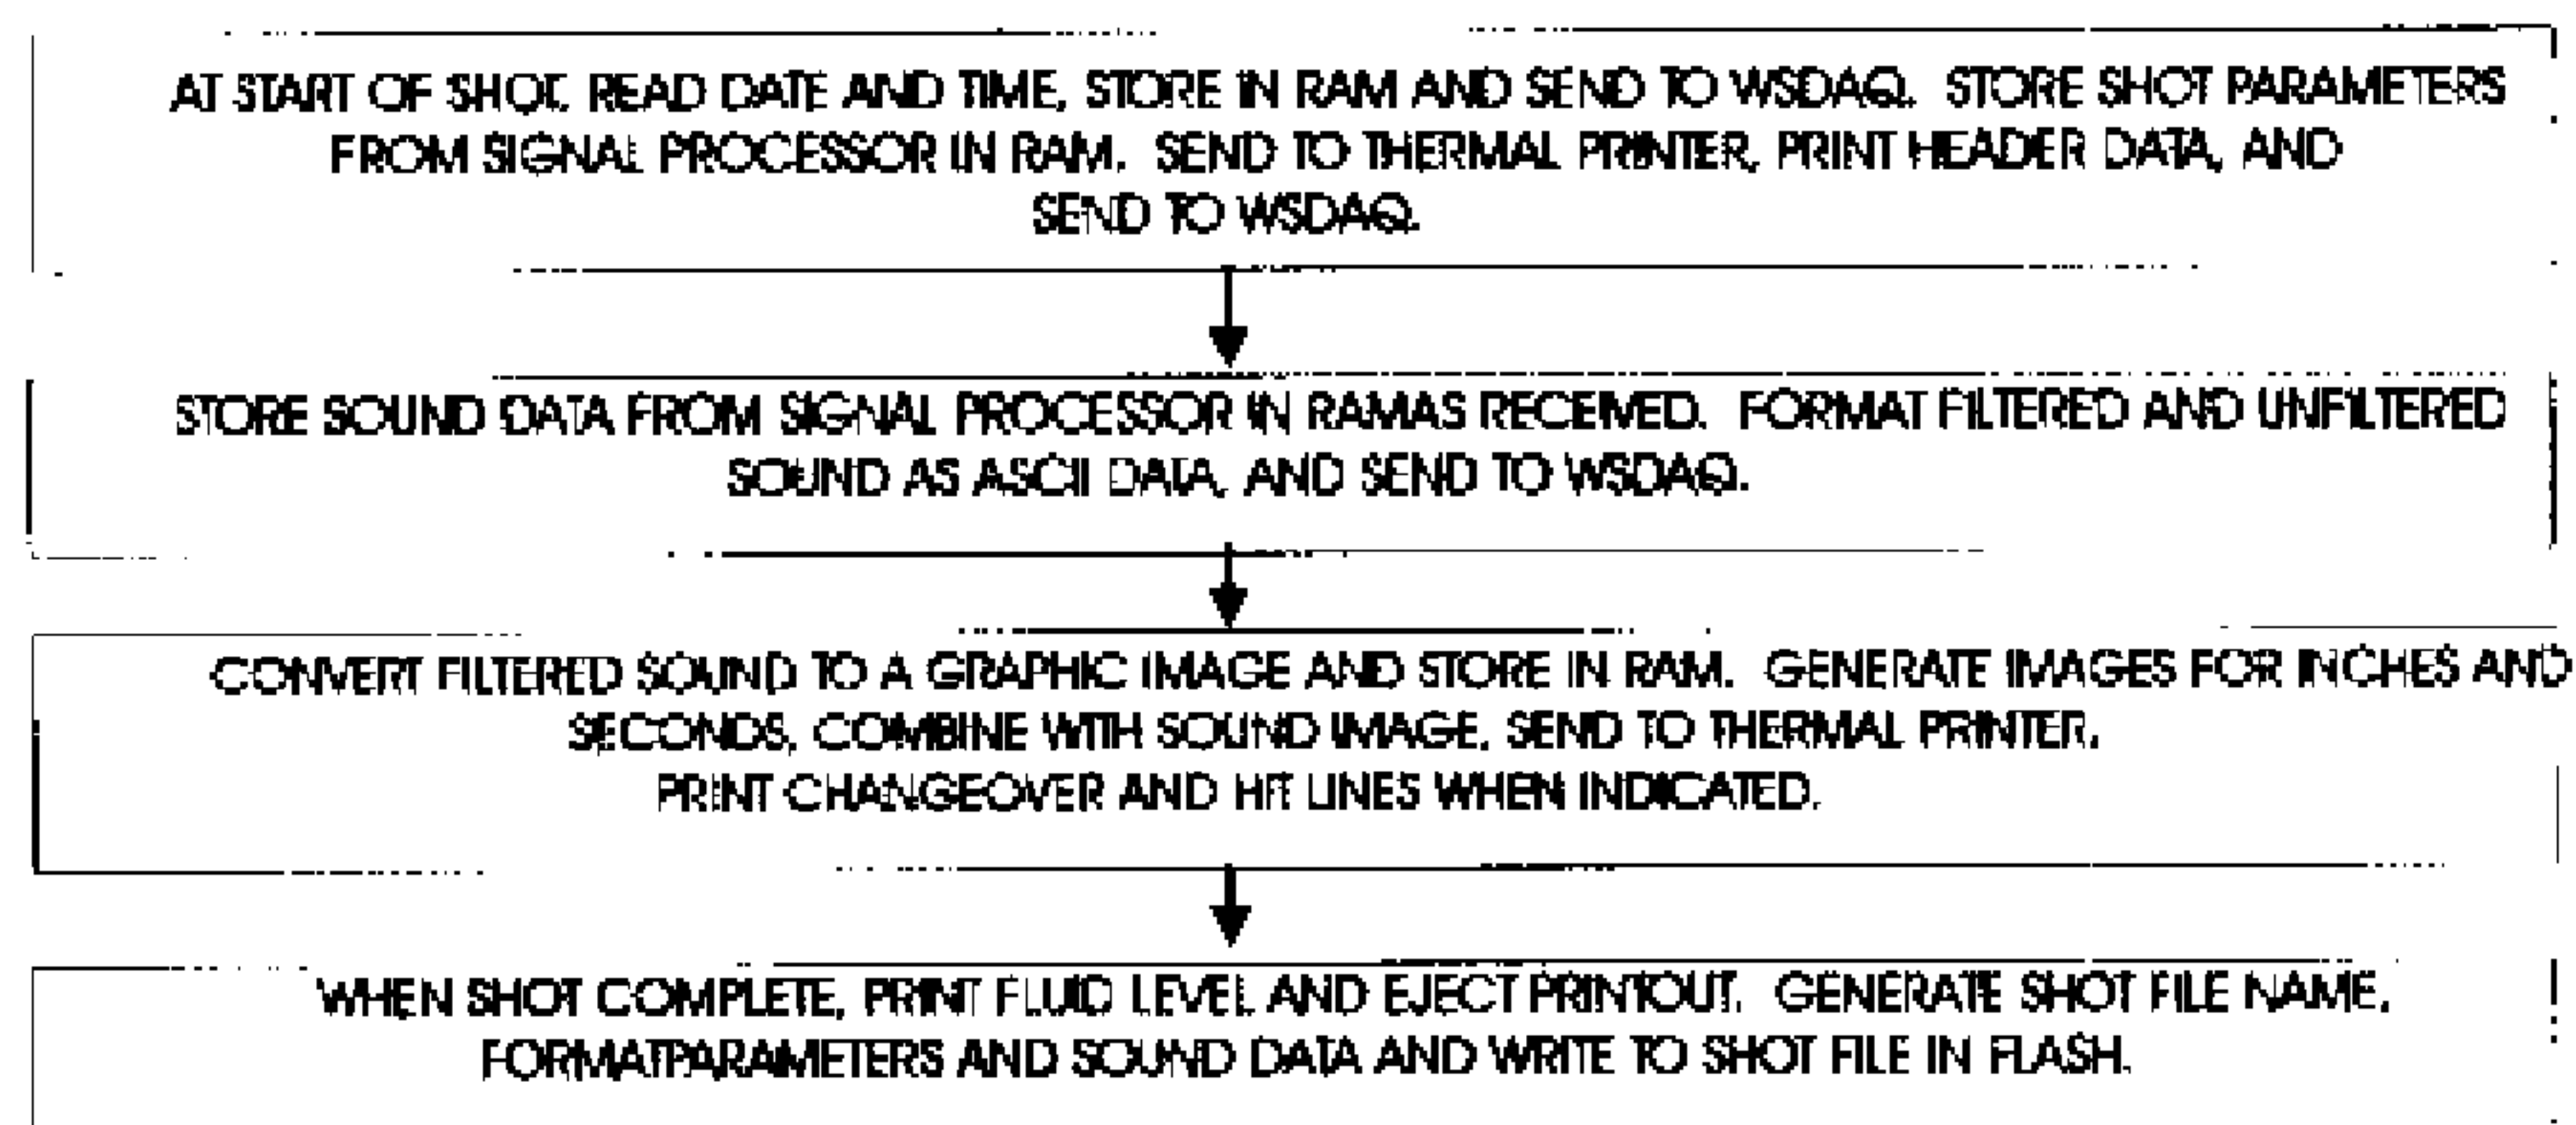 AT START OF SHOT, READ DATE AND TIME, STORE IN RAM AND SEND TO WSDAQ. STORE SHOT PARAMETERS
FROM SIGNAL PROCESSOR IN RAM. SEND TO THERMAL PRINTER, PRINT HEADER DATA, AND
SEND TO WSDAQ.
STORE SOUND DATA FROM SIGNAL PROCESSOR IN RAMAS RECEIVED. FORMAT FILTERED AND UNFILTERED
SOUND AS ASCII DATA, AND SEND TO WSDAQ.
CONVERT FILTERED SOUND TO A GRAPHIC IMAGE AND STORE IN RAM. GENERATE IMAGES FOR INCHES AND
SECONDS, COMBINE WITH SOUND IMAGE, SEND TO THERMAL PRINTER.
PRINT CHANGEOVER AND HIT LINES WHEN INDICATED.
WHEN SHOT COMPLETE, PRINT FLUID LEVEL AND EJECT PRINTOUT. GENERATE SHOT FILE NAME.
FORMATPARAMETERS AND SOUND DATA AND WRITE TO SHOT FILE IN FLASH.